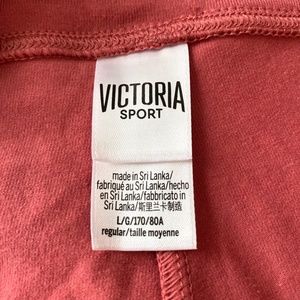 VICTORIA
SPORT
made in Sri Lanka/
fabriqué au Sri Lanka/hecho
en Sri Lanka/fabbricato in
Sri Lanka/斯里兰卡制造
L/G/170/80A
regular/taille moyenne